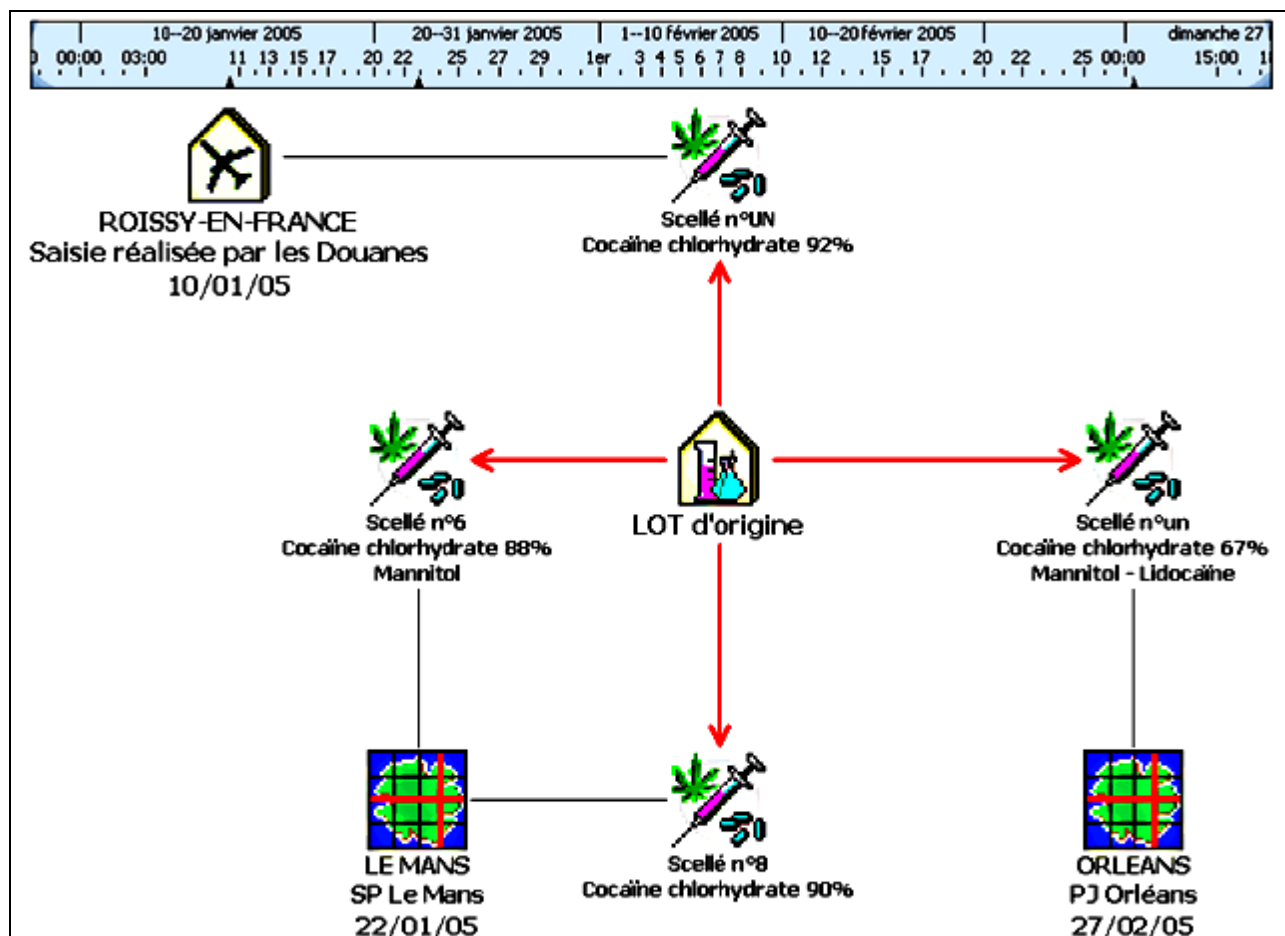 10--20 janvier 2005 20--31 janvier 2005 1--10 février 2005 10--20 février 2005 dimanche 27
00:00 03:00 11 13 15 17 20 22 25 27 29 1er 3 4 5 6 7 8 10 12 15 17 20 22 25 00:00 15:00
ROISSY-EN-FRANCE
Saisie réalisée par les Douanes
10/01/05
Scellé n°UN
Cocaïne chlorhydrate 92%
Scellé n°6
Cocaïne chlorhydrate 88%
Mannitol
LOT d'origine
Scellé n°un
Cocaïne chlorhydrate 67%
Mannitol - Lidocaïne
LE MANS
SP Le Mans
22/01/05
Scellé n°8
Cocaïne chlorhydrate 90%
ORLEANS
PJ Orléans
27/02/05